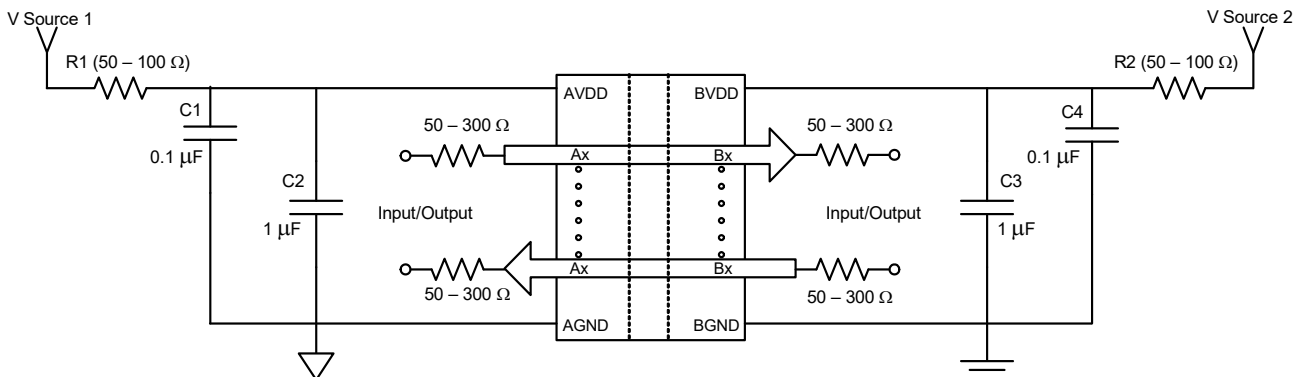 V Source 1
V Source 2
R1 (50 – 100 Ω)
R2 (50 – 100 Ω)
AVDD
BVDD
C1
C4
50 – 300 Ω
50 – 300 Ω
0.1 μF
Ax
Bx
0.1 μF
C2
C3
Input/Output
Input/Output
1 μF
1 μF
Ax
Bx
50 – 300 Ω
50 – 300 Ω
AGND
BGND